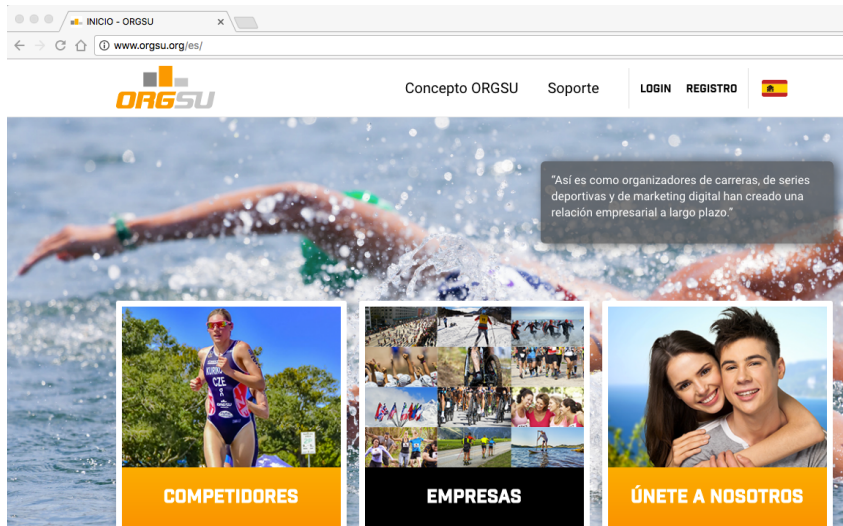 INICIO - ORGSU
www.orgsu.org/es/
ORGSU
Concepto ORGSU
Soporte
LOGIN
REGISTRO
“Así es como organizadores de carreras, de series
deportivas y de marketing digital han creado una
relación empresarial a largo plazo.”
CZE
COMPETIDORES
EMPRESAS
ÚNETE A NOSOTROS